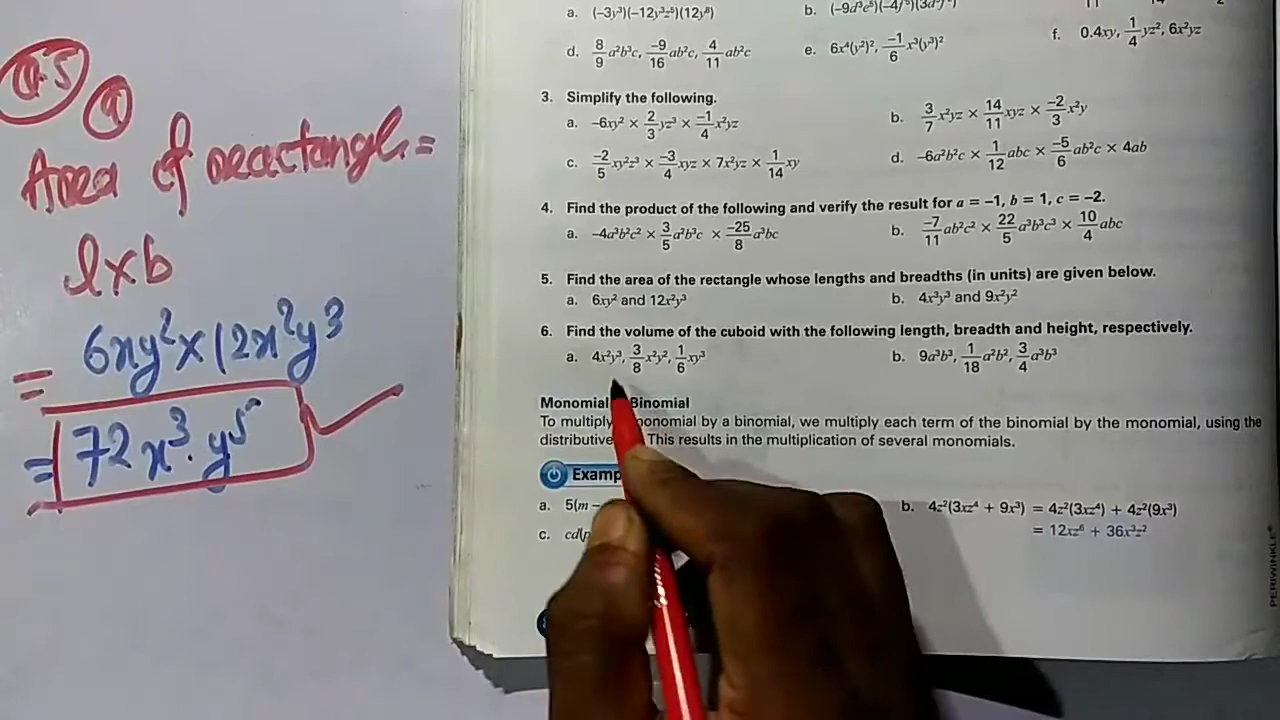 Q.5
a
Area of reactangle =
l×b
= 6xy²×12x²y³
= 72x³.y⁵
a. (–3y³)(–12y³z⁵)(12y⁸)
b.
d. 8/9 a²b³c, –9/16 ab²c, 4/11 ab²c
e. 6x⁴(y²)², –1/6 x³(y³)²
f. 0.4xy, 1/4 yz², 6x²yz
3. Simplify the following.
a. –6xy² × 2/3 yz³ × –1/4 x²yz
b. 3/7 x²yz × 14/11 xyz × –2/3 x²y
c. –2/5 xy²z³ × –3/4 xyz × 7x²yz × 1/14 xy
d. –6a²b²c × 1/12 abc × –5/6 ab²c × 4ab
4. Find the product of the following and verify the result for a = –1, b = 1, c = –2.
a. –4a³b²c² × 3/5 a²b³c × –25/8 a³bc
b. –7/11 ab²c² × 22/5 a³b³c³ × 10/4 abc
5. Find the area of the rectangle whose lengths and breadths (in units) are given below.
a. 6xy² and 12x²y³
b. 4x³y³ and 9x²y²
6. Find the volume of the cuboid with the following length, breadth and height, respectively.
a. 4x²y³, 3/8 x²y², 1/6 xy³
b. 9a³b³, 1/18 a²b², 3/4 a³b³
Monomial Binomial
To multiply monomial by a binomial, we multiply each term of the binomial by the monomial, using the
distributive This results in the multiplication of several monomials.
Examp
a. 5(m –
b. 4z²(3xz⁴ + 9x³) = 4z²(3xz⁴) + 4z²(9x³)
= 12xz⁶ + 36x³z²
c. cd(p
PERIWINKLE